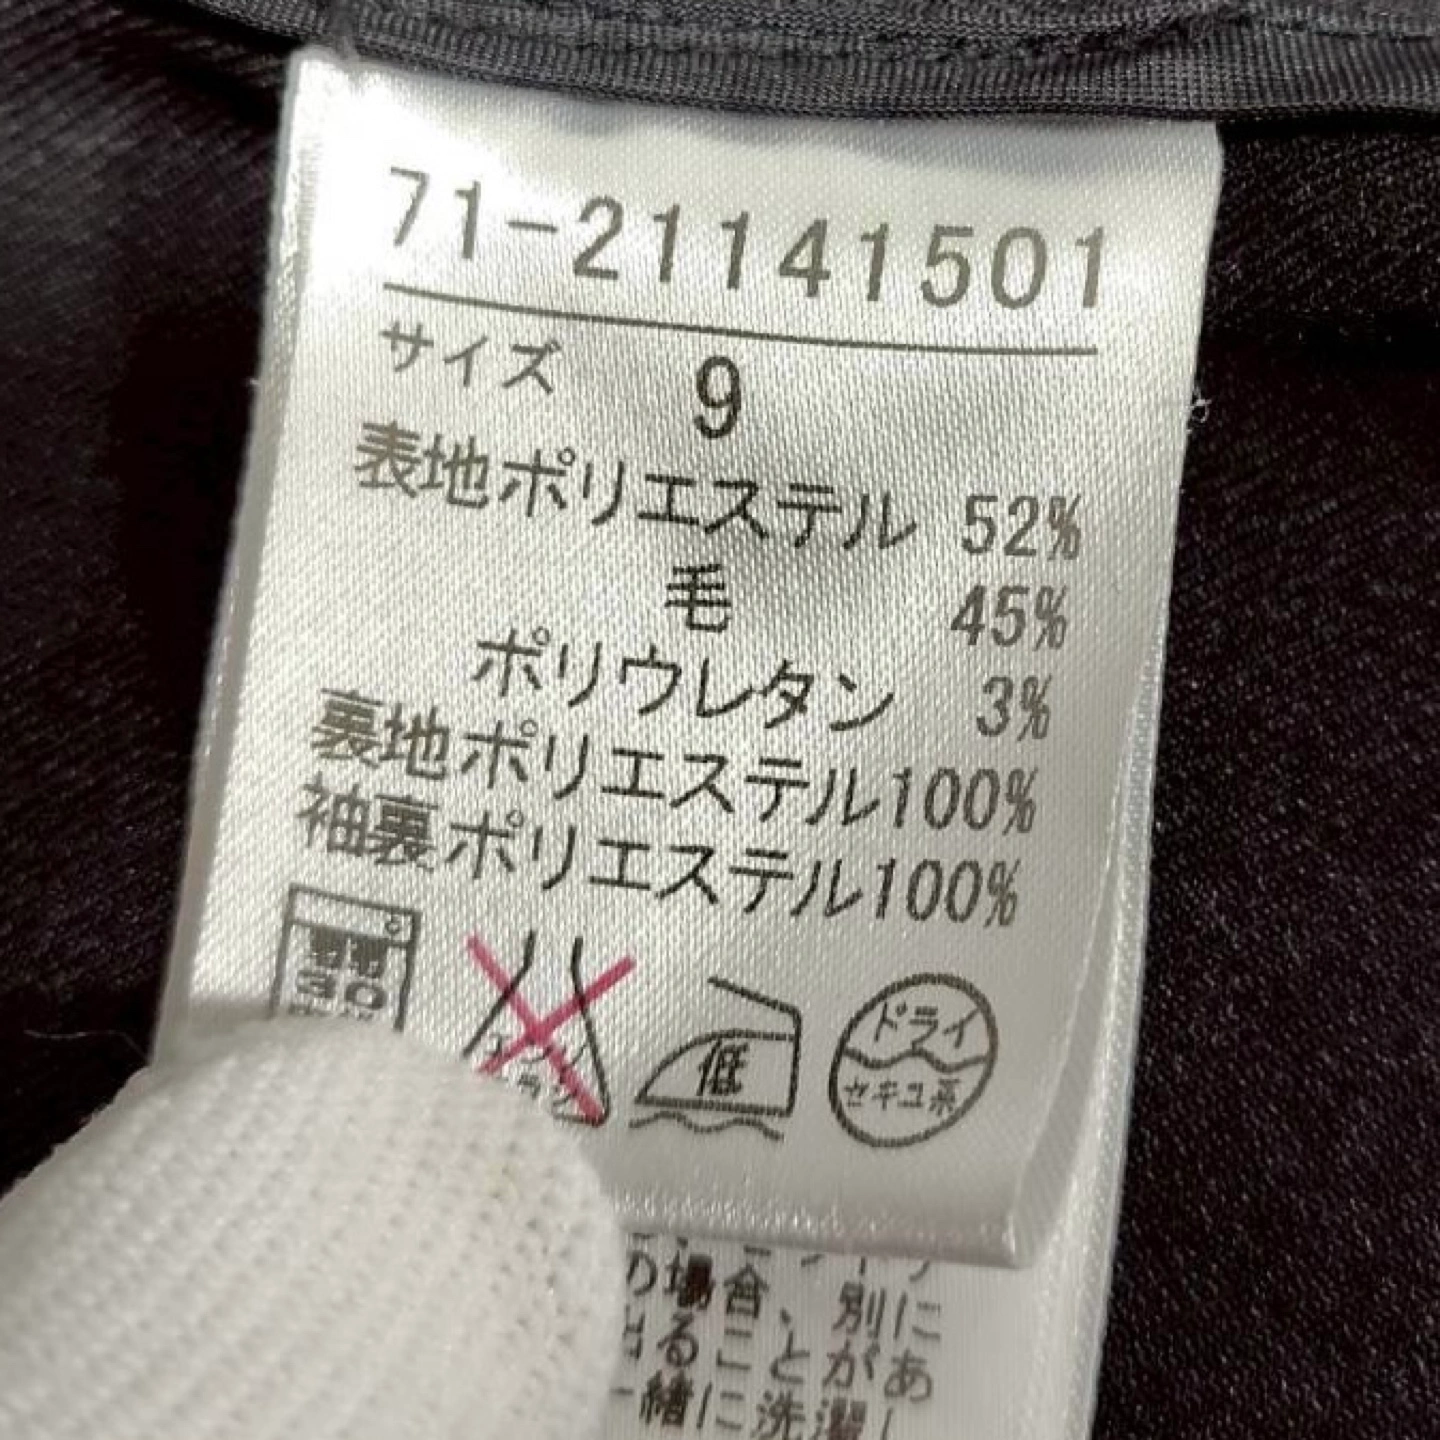 71-21141501
サイズ 9
表地ポリエステル 52%
毛 45%
ポリウレタン 3%
裏地ポリエステル100%
袖裏ポリエステル100%
30
低
ドライ
セキユ系
の場合、別に
出ることがあ
一緒に洗濯し